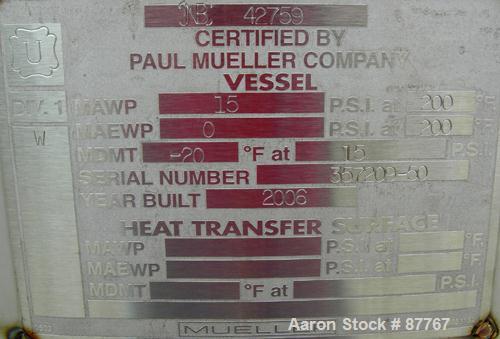 NB 42759
CERTIFIED BY
PAUL MUELLER COMPANY
VESSEL
U
DIV. 1 MAWP 15 P.S.I. at 200 °F
W MAEWP 0 P.S.I. at 200 °F
MDMT -20 °F at 15 P.S.I.
SERIAL NUMBER 357209-50
YEAR BUILT 2006
HEAT TRANSFER SURFACE
MAWP P.S.I. at °F.
MAEWP P.S.I. at °F.
MDMT °F at P.S.I.
MUELLER
Aaron Stock # 87767